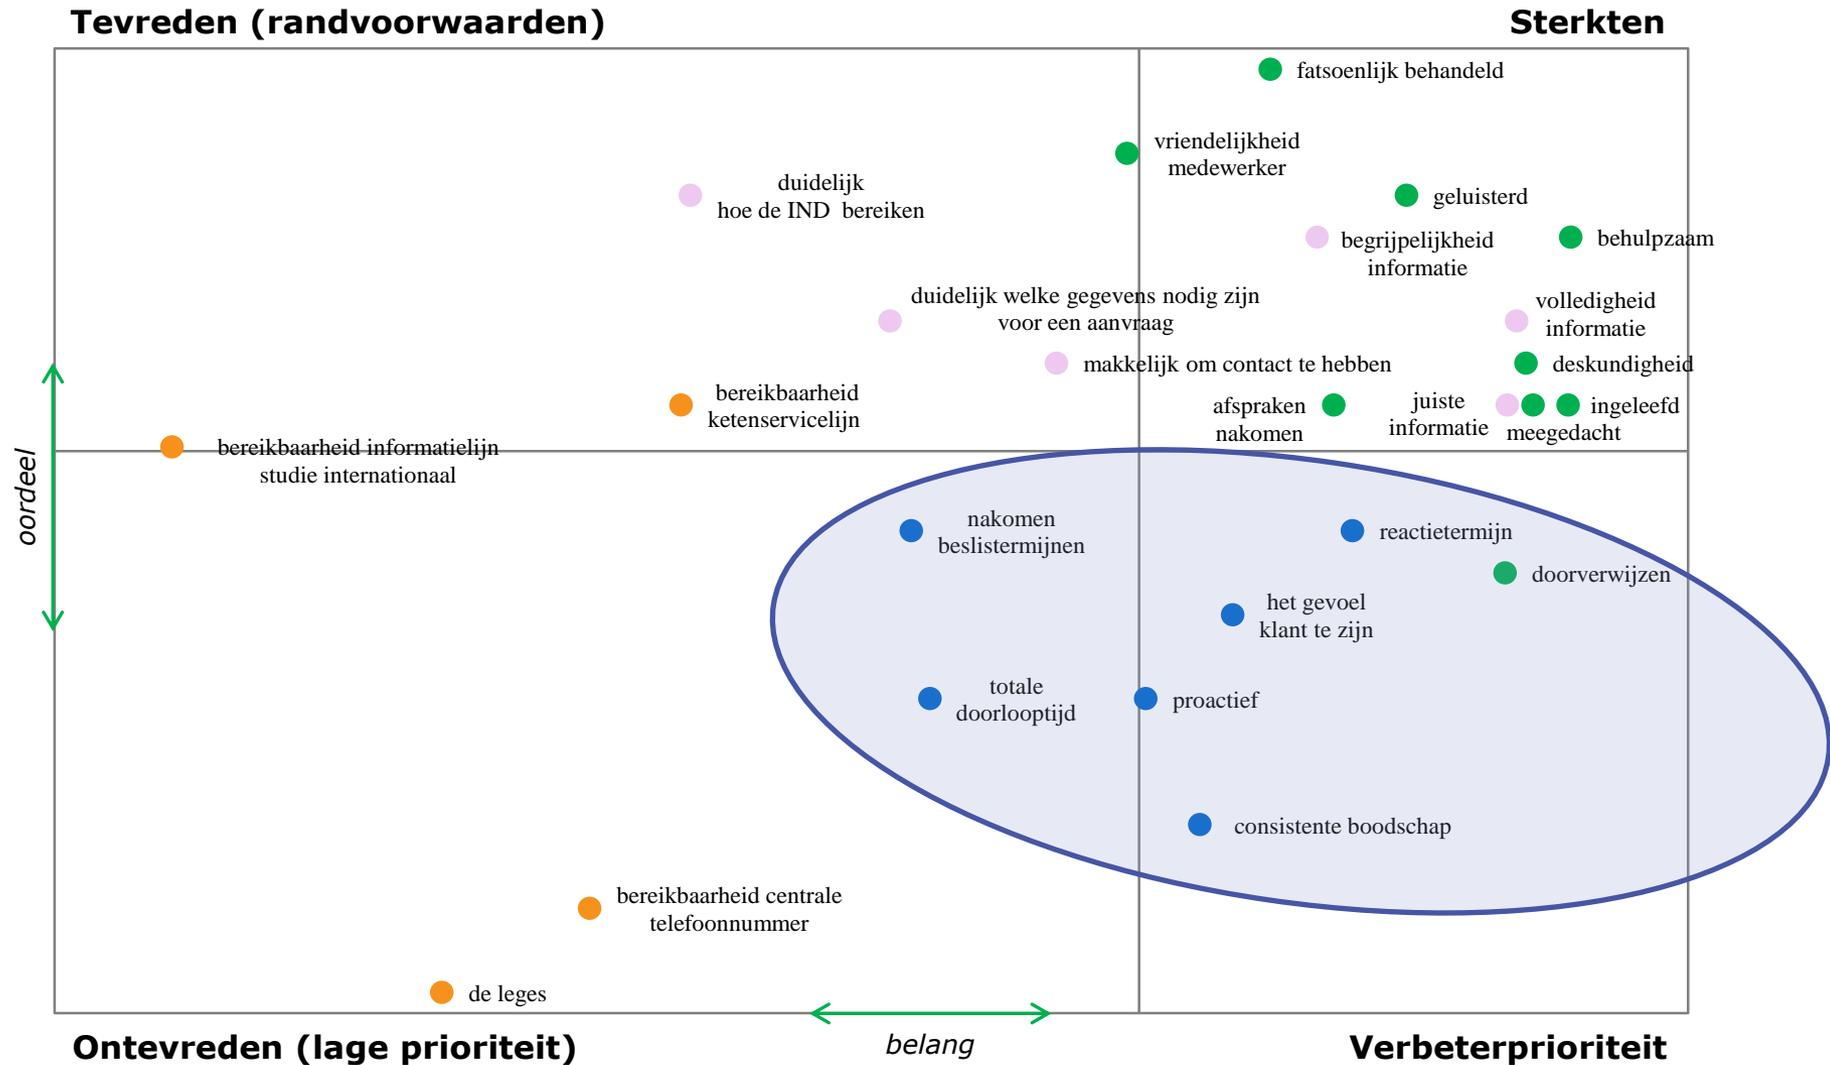 Tevreden (randvoorwaarden)
Sterkten
fatsoenlijk behandeld
vriendelijkheid
medewerker
duidelijk
hoe de IND  bereiken
geluisterd
begrijpelijkheid
informatie
behulpzaam
duidelijk welke gegevens nodig zijn
voor een aanvraag
volledigheid
informatie
makkelijk om contact te hebben
deskundigheid
bereikbaarheid
ketenservicelijn
afspraken
nakomen
juiste
informatie
ingeleefd
meegedacht
bereikbaarheid informatielijn
studie internationaal
oordeel
nakomen
beslistermijnen
reactietermijn
doorverwijzen
het gevoel
klant te zijn
totale
doorlooptijd
proactief
consistente boodschap
bereikbaarheid centrale
telefoonnummer
de leges
belang
Ontevreden (lage prioriteit)
Verbeterprioriteit